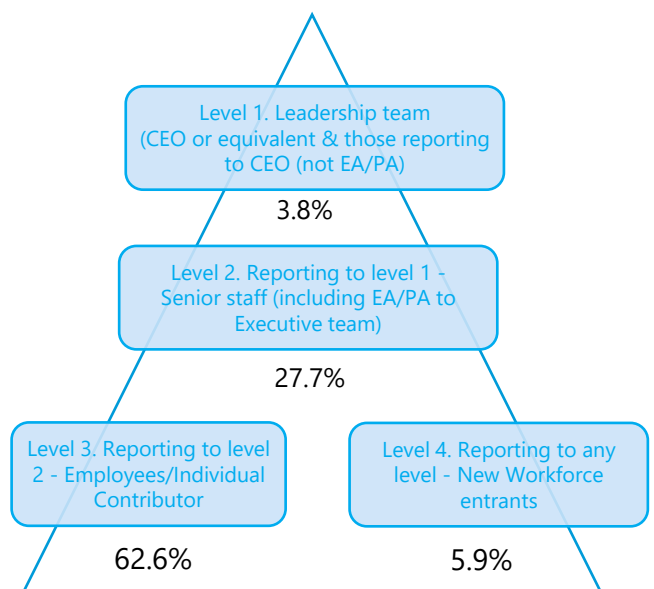 Level 1. Leadership team
(CEO or equivalent & those reporting
to CEO (not EA/PA)
3.8%
Level 2. Reporting to level 1 -
Senior staff (including EA/PA to
Executive team)
27.7%
Level 3. Reporting to level
2 - Employees/Individual
Contributor
62.6%
Level 4. Reporting to any
level - New Workforce
entrants
5.9%